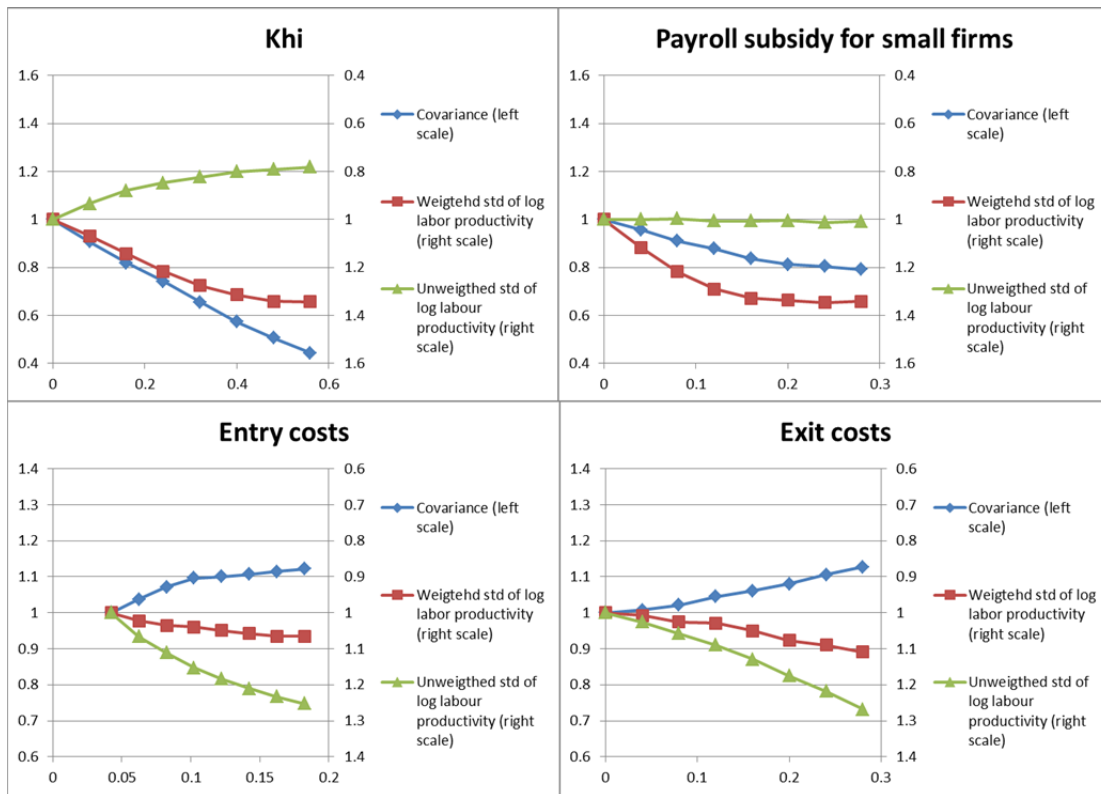 Khi
1.6
1.4
1.2
1
0.8
0.6
0.4
0.4
0.6
0.8
1
1.2
1.4
1.6
0
0.2
0.4
0.6
Covariance (left
scale)
Weigtehd std of log
labor productivity
(right scale)
Unweigthed std of
log labour
productivity (right
scale)
Payroll subsidy for small firms
1.6
1.4
1.2
1
0.8
0.6
0.4
0.4
0.6
0.8
1
1.2
1.4
1.6
0
0.1
0.2
0.3
Covariance (left
scale)
Weigtehd std of log
labor productivity
(right scale)
Unweigthed std of
log labour
productivity (right
scale)
Entry costs
1.4
1.3
1.2
1.1
1
0.9
0.8
0.7
0.6
0.6
0.7
0.8
0.9
1
1.1
1.2
1.3
1.4
0
0.05
0.1
0.15
0.2
Covariance (left
scale)
Weigtehd std of log
labor productivity
(right scale)
Unweigthed std of
log labour
productivity (right
scale)
Exit costs
1.4
1.3
1.2
1.1
1
0.9
0.8
0.7
0.6
0.6
0.7
0.8
0.9
1
1.1
1.2
1.3
1.4
0
0.1
0.2
0.3
Covariance (left
scale)
Weigtehd std of log
labor productivity
(right scale)
Unweigthed std of
log labour
productivity (right
scale)